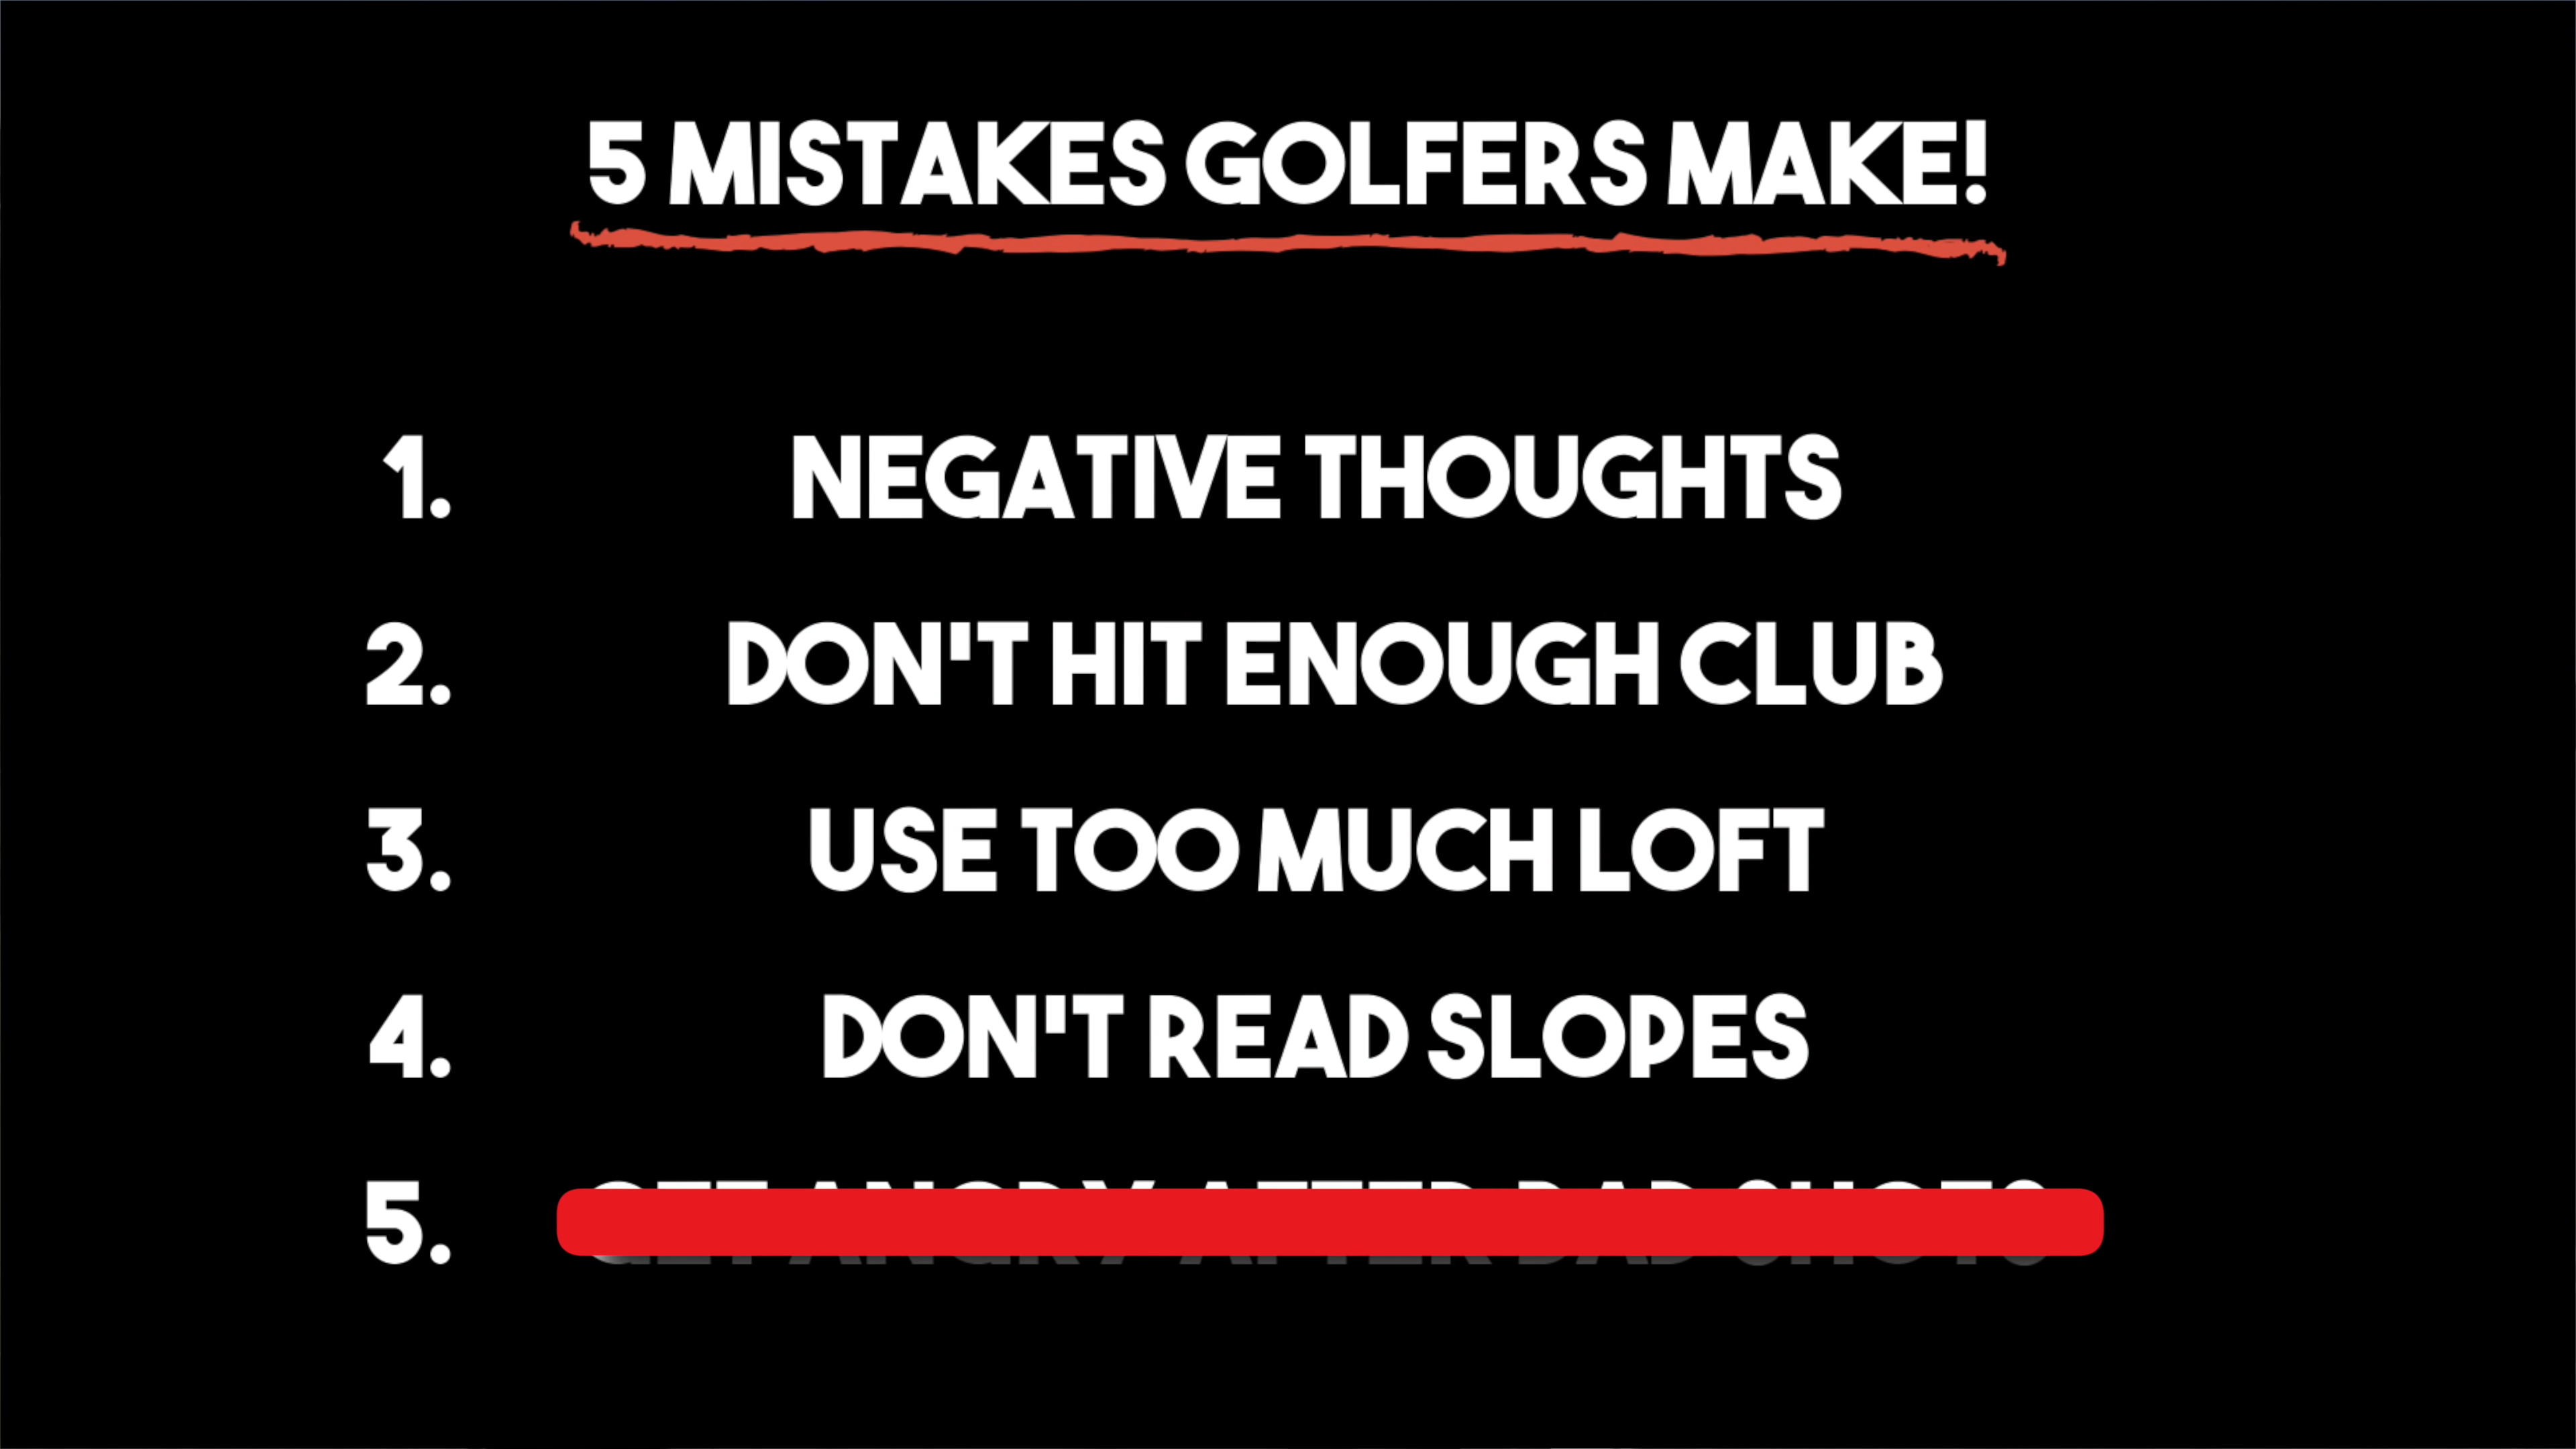 5 MISTAKES GOLFERS MAKE!
1. NEGATIVE THOUGHTS
2. DON'T HIT ENOUGH CLUB
3. USE TOO MUCH LOFT
4. DON'T READ SLOPES
5.